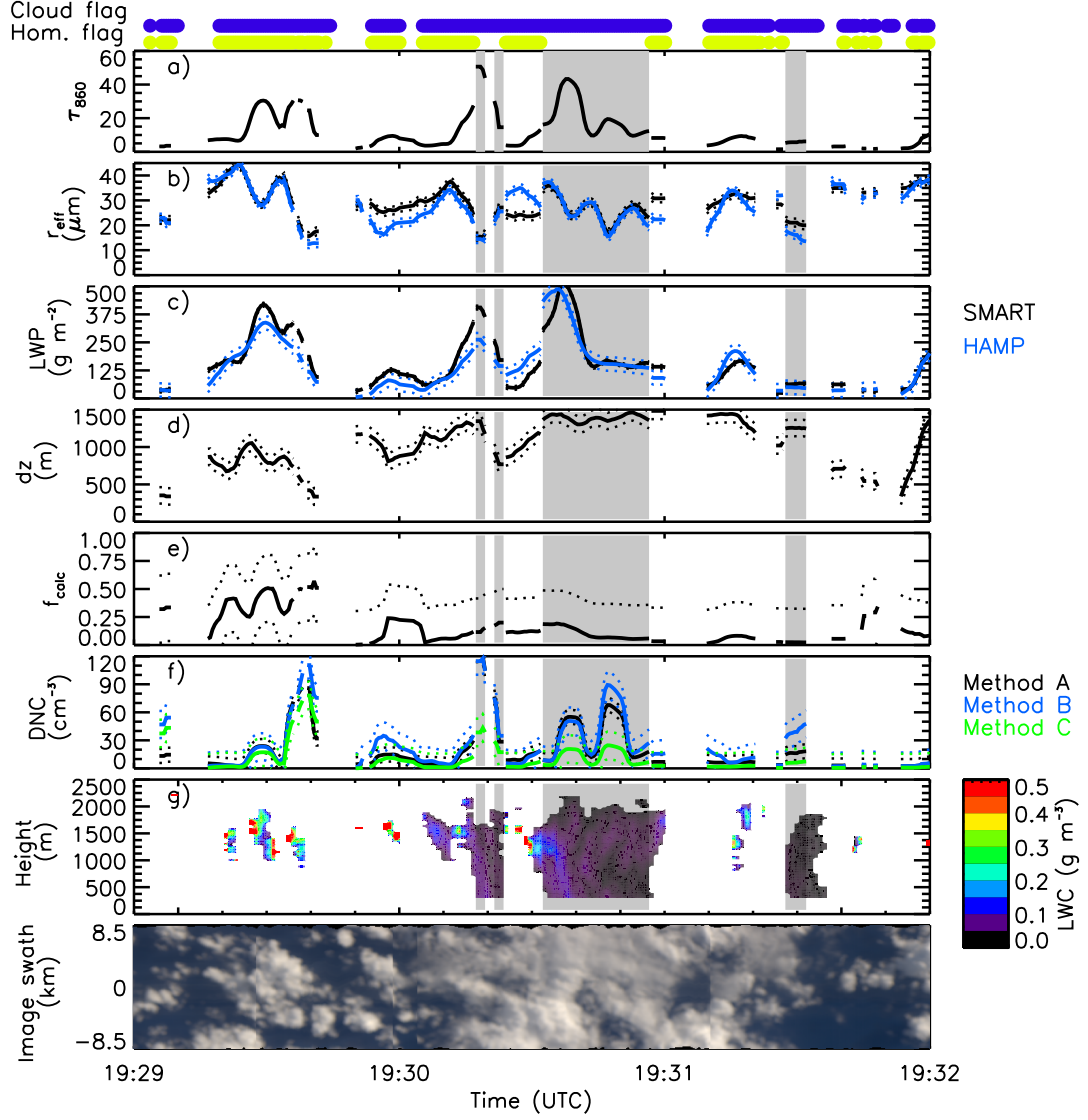 Cloud flag
Hom. flag
a)
60
40
20
0
τ860
b)
40
30
20
10
0
reff
(μm)
c)
500
375
250
125
0
LWP
(g m⁻²)
SMART
HAMP
d)
1500
1000
500
0
dz
(m)
e)
1.00
0.75
0.50
0.25
0.00
fcalc
f)
120
90
60
30
0
DNC
(cm⁻³)
Method A
Method B
Method C
g)
2500
2000
1500
1000
500
0
Height
(m)
0.5
0.4
0.3
0.2
0.1
0.0
LWC (g m⁻³)
8.5
0
−8.5
Image swath
(km)
19:29
19:30
19:31
19:32
Time (UTC)